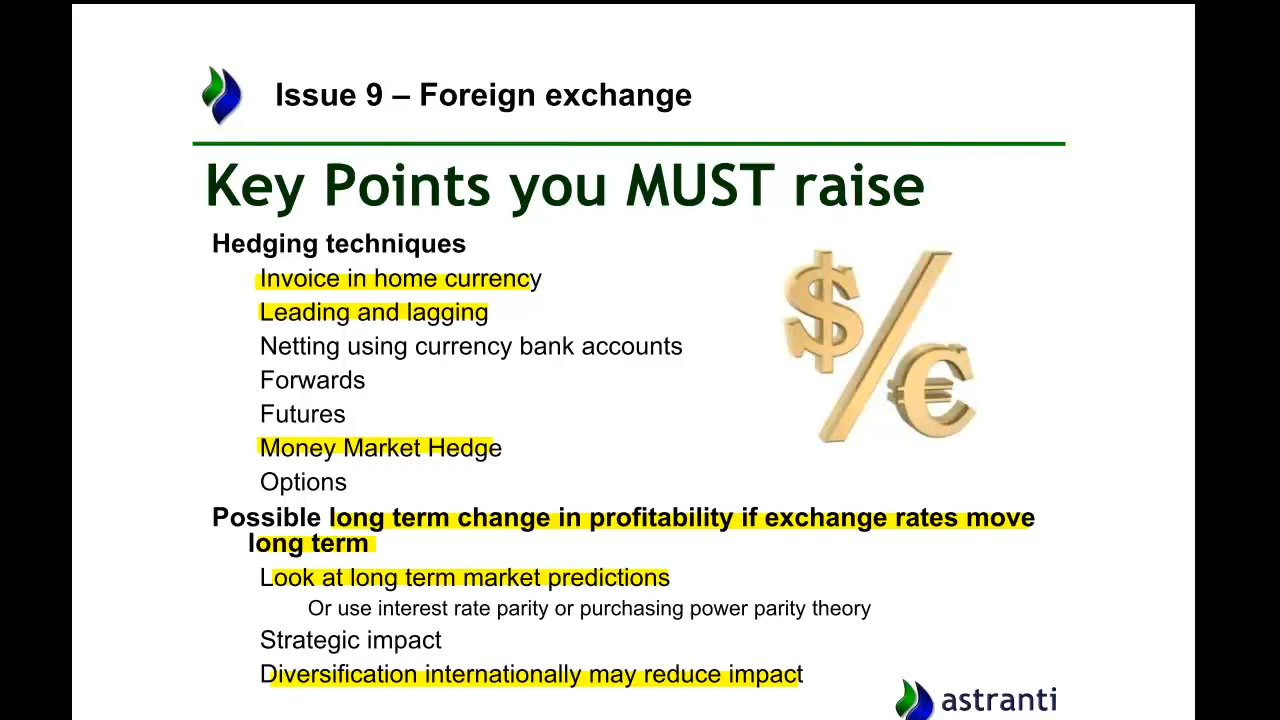 Issue 9 – Foreign exchange
Key Points you MUST raise
Hedging techniques
Invoice in home currency
Leading and lagging
Netting using currency bank accounts
Forwards
Futures
Money Market Hedge
Options
Possible long term change in profitability if exchange rates move
long term
Look at long term market predictions
Or use interest rate parity or purchasing power parity theory
Strategic impact
Diversification internationally may reduce impact
$/€
astranti